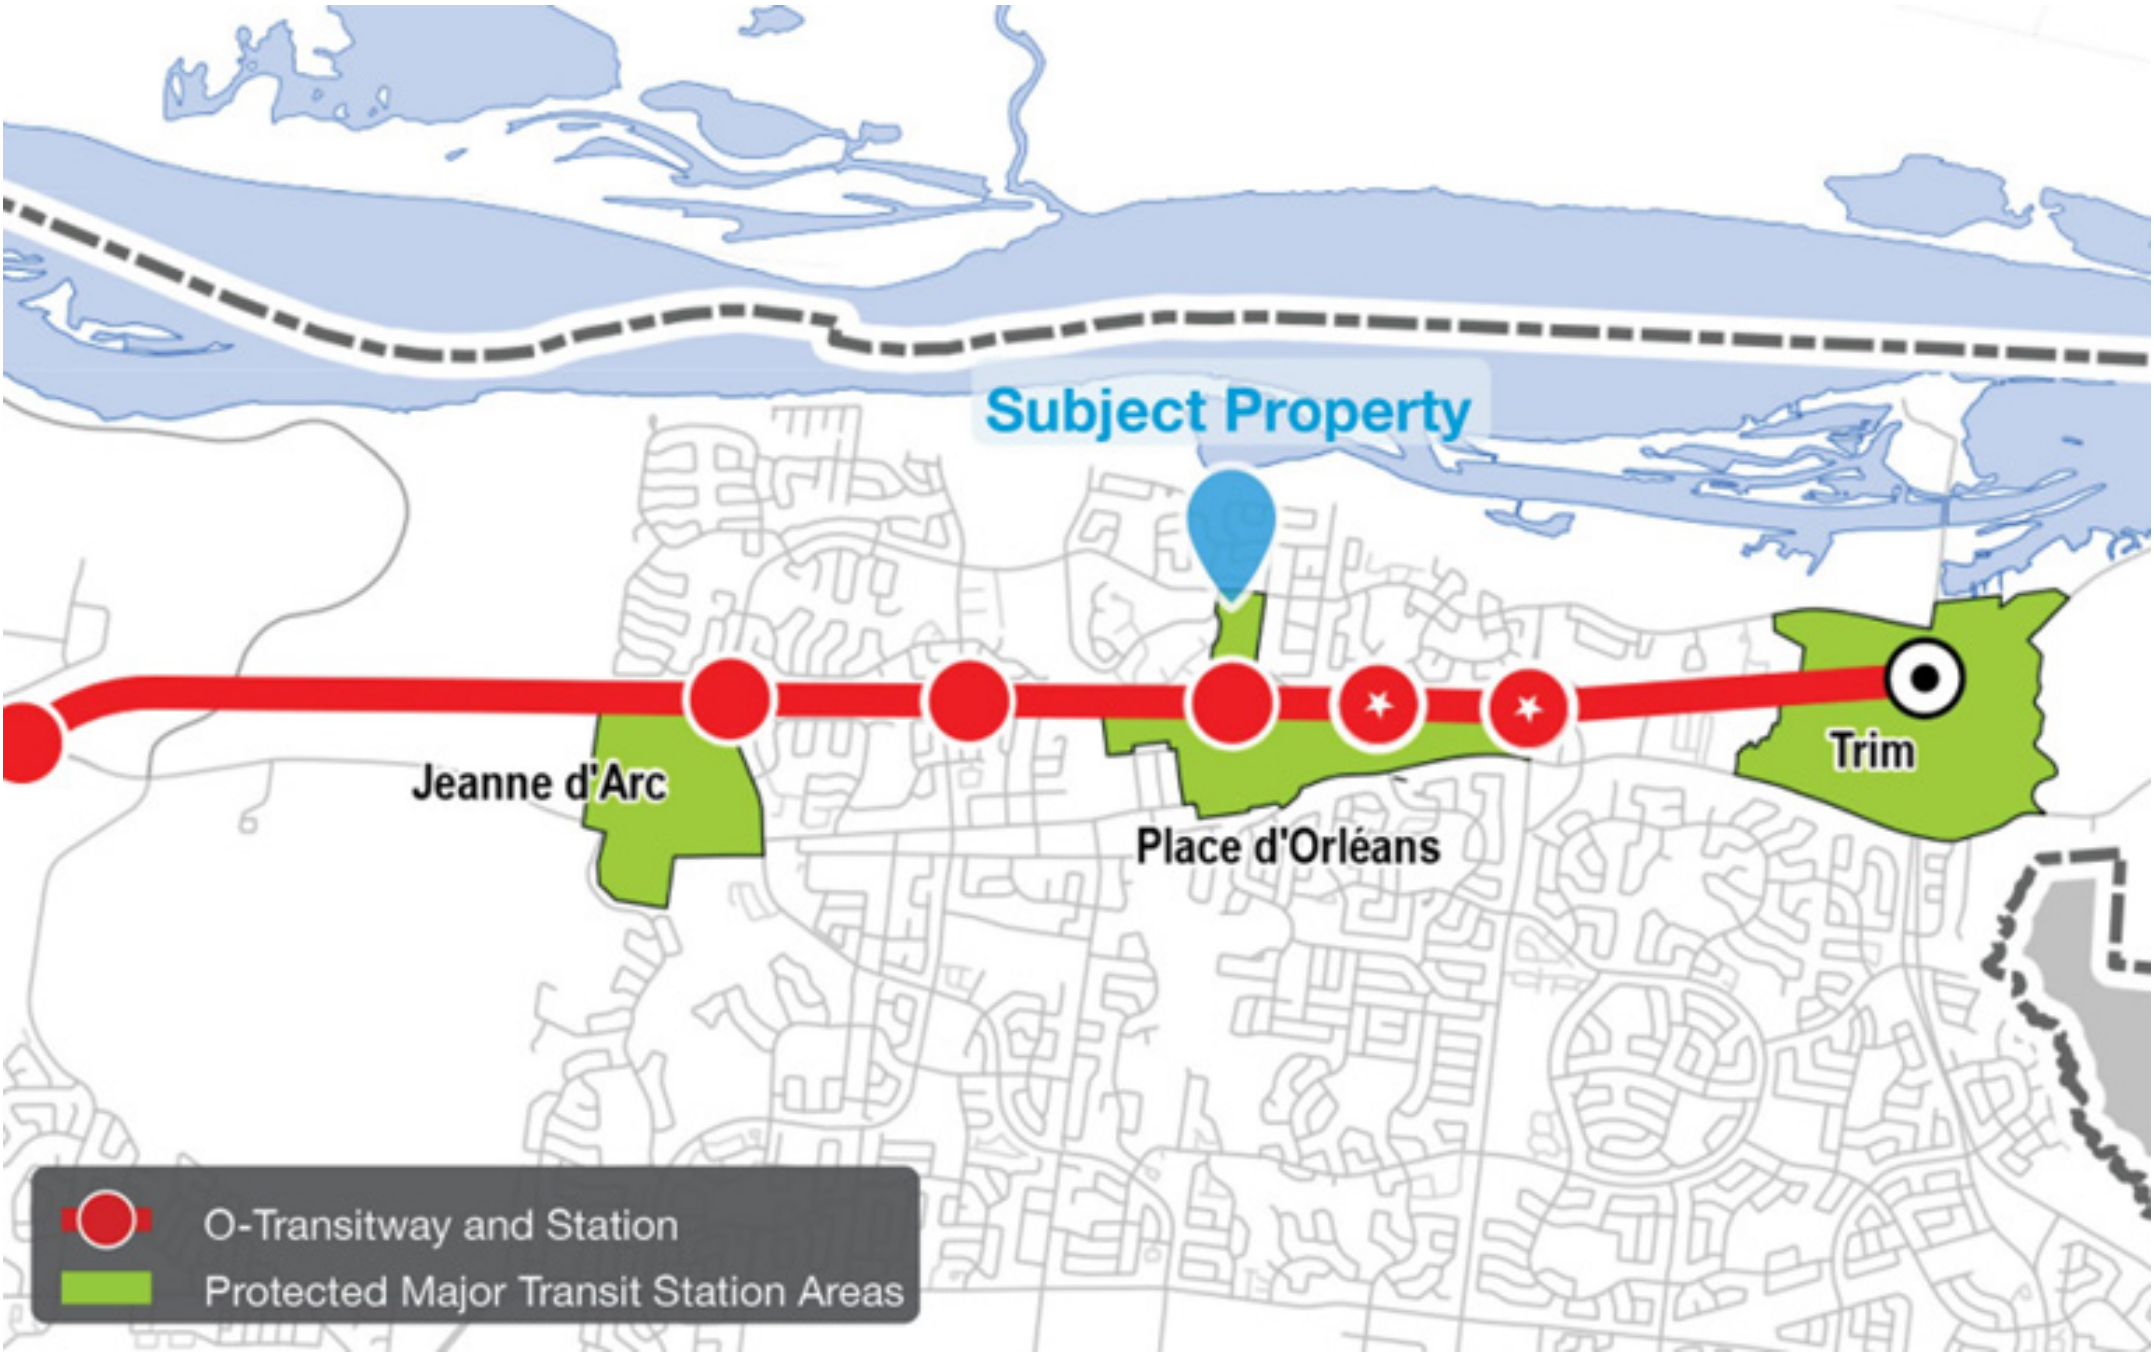 Subject Property
Jeanne d'Arc
Trim
Place d'Orléans
O-Transitway and Station
Protected Major Transit Station Areas